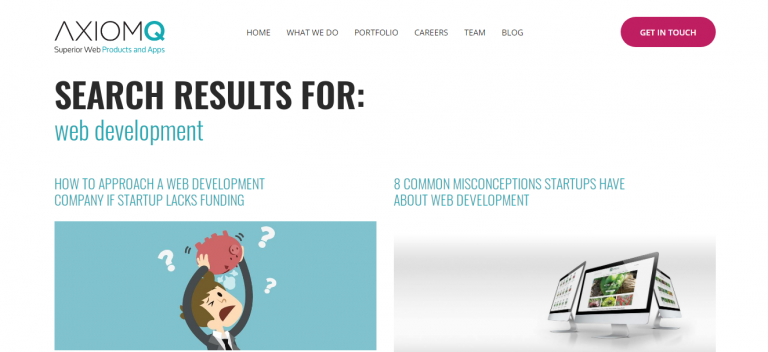 AXIOMQ
Superior Web Products and Apps
HOME WHAT WE DO PORTFOLIO CAREERS TEAM BLOG
GET IN TOUCH
SEARCH RESULTS FOR:
web development
HOW TO APPROACH A WEB DEVELOPMENT
COMPANY IF STARTUP LACKS FUNDING
8 COMMON MISCONCEPTIONS STARTUPS HAVE
ABOUT WEB DEVELOPMENT
? ? ?